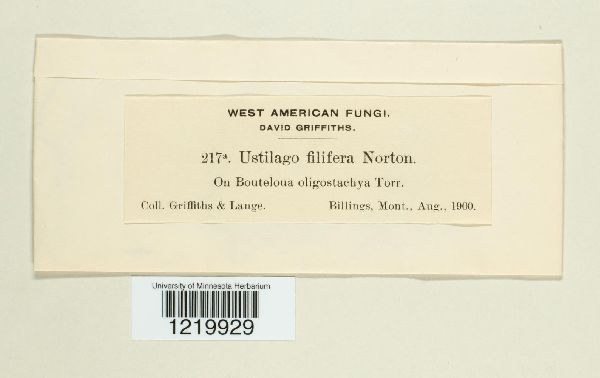 WEST AMERICAN FUNGI.
DAVID GRIFFITHS.
217ª. Ustilago filifera Norton.
On Bouteloua oligostachya Torr.
Coll. Griffiths & Lange. Billings, Mont., Aug., 1900.
University of Minnesota Herbarium
1219929